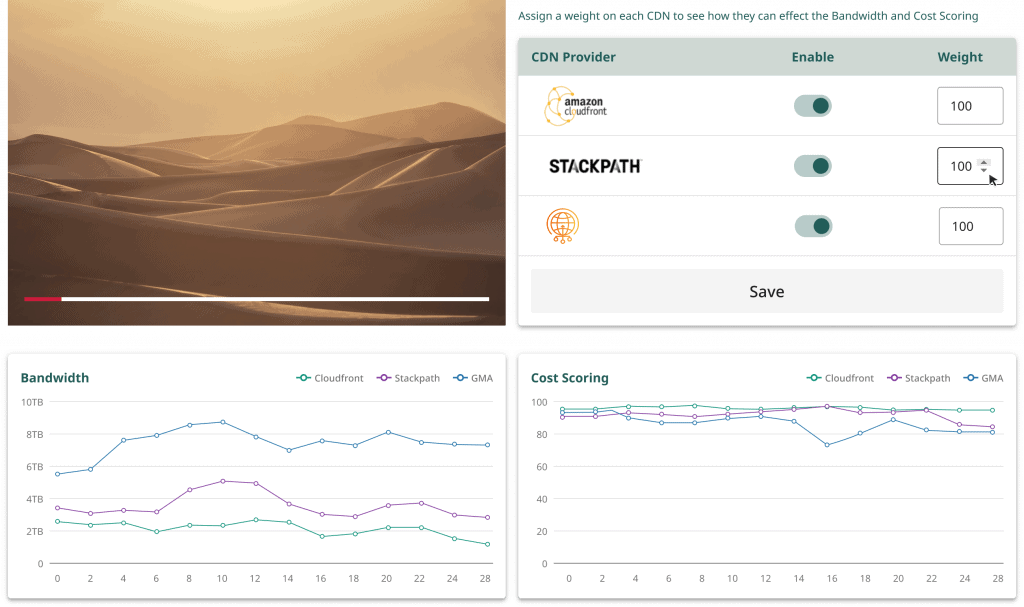 Assign a weight on each CDN to see how they can effect the Bandwidth and Cost Scoring
CDN Provider Enable Weight
amazon
cloudfront
100
STACKPATH
100
100
Save
Bandwidth
Cloudfront Stackpath GMA
10TB
8TB
6TB
4TB
2TB
0
0 2 4 6 8 10 12 14 16 18 20 22 24 28
Cost Scoring
Cloudfront Stackpath GMA
100
80
60
40
20
0
0 2 4 6 8 10 12 14 16 18 20 22 24 28